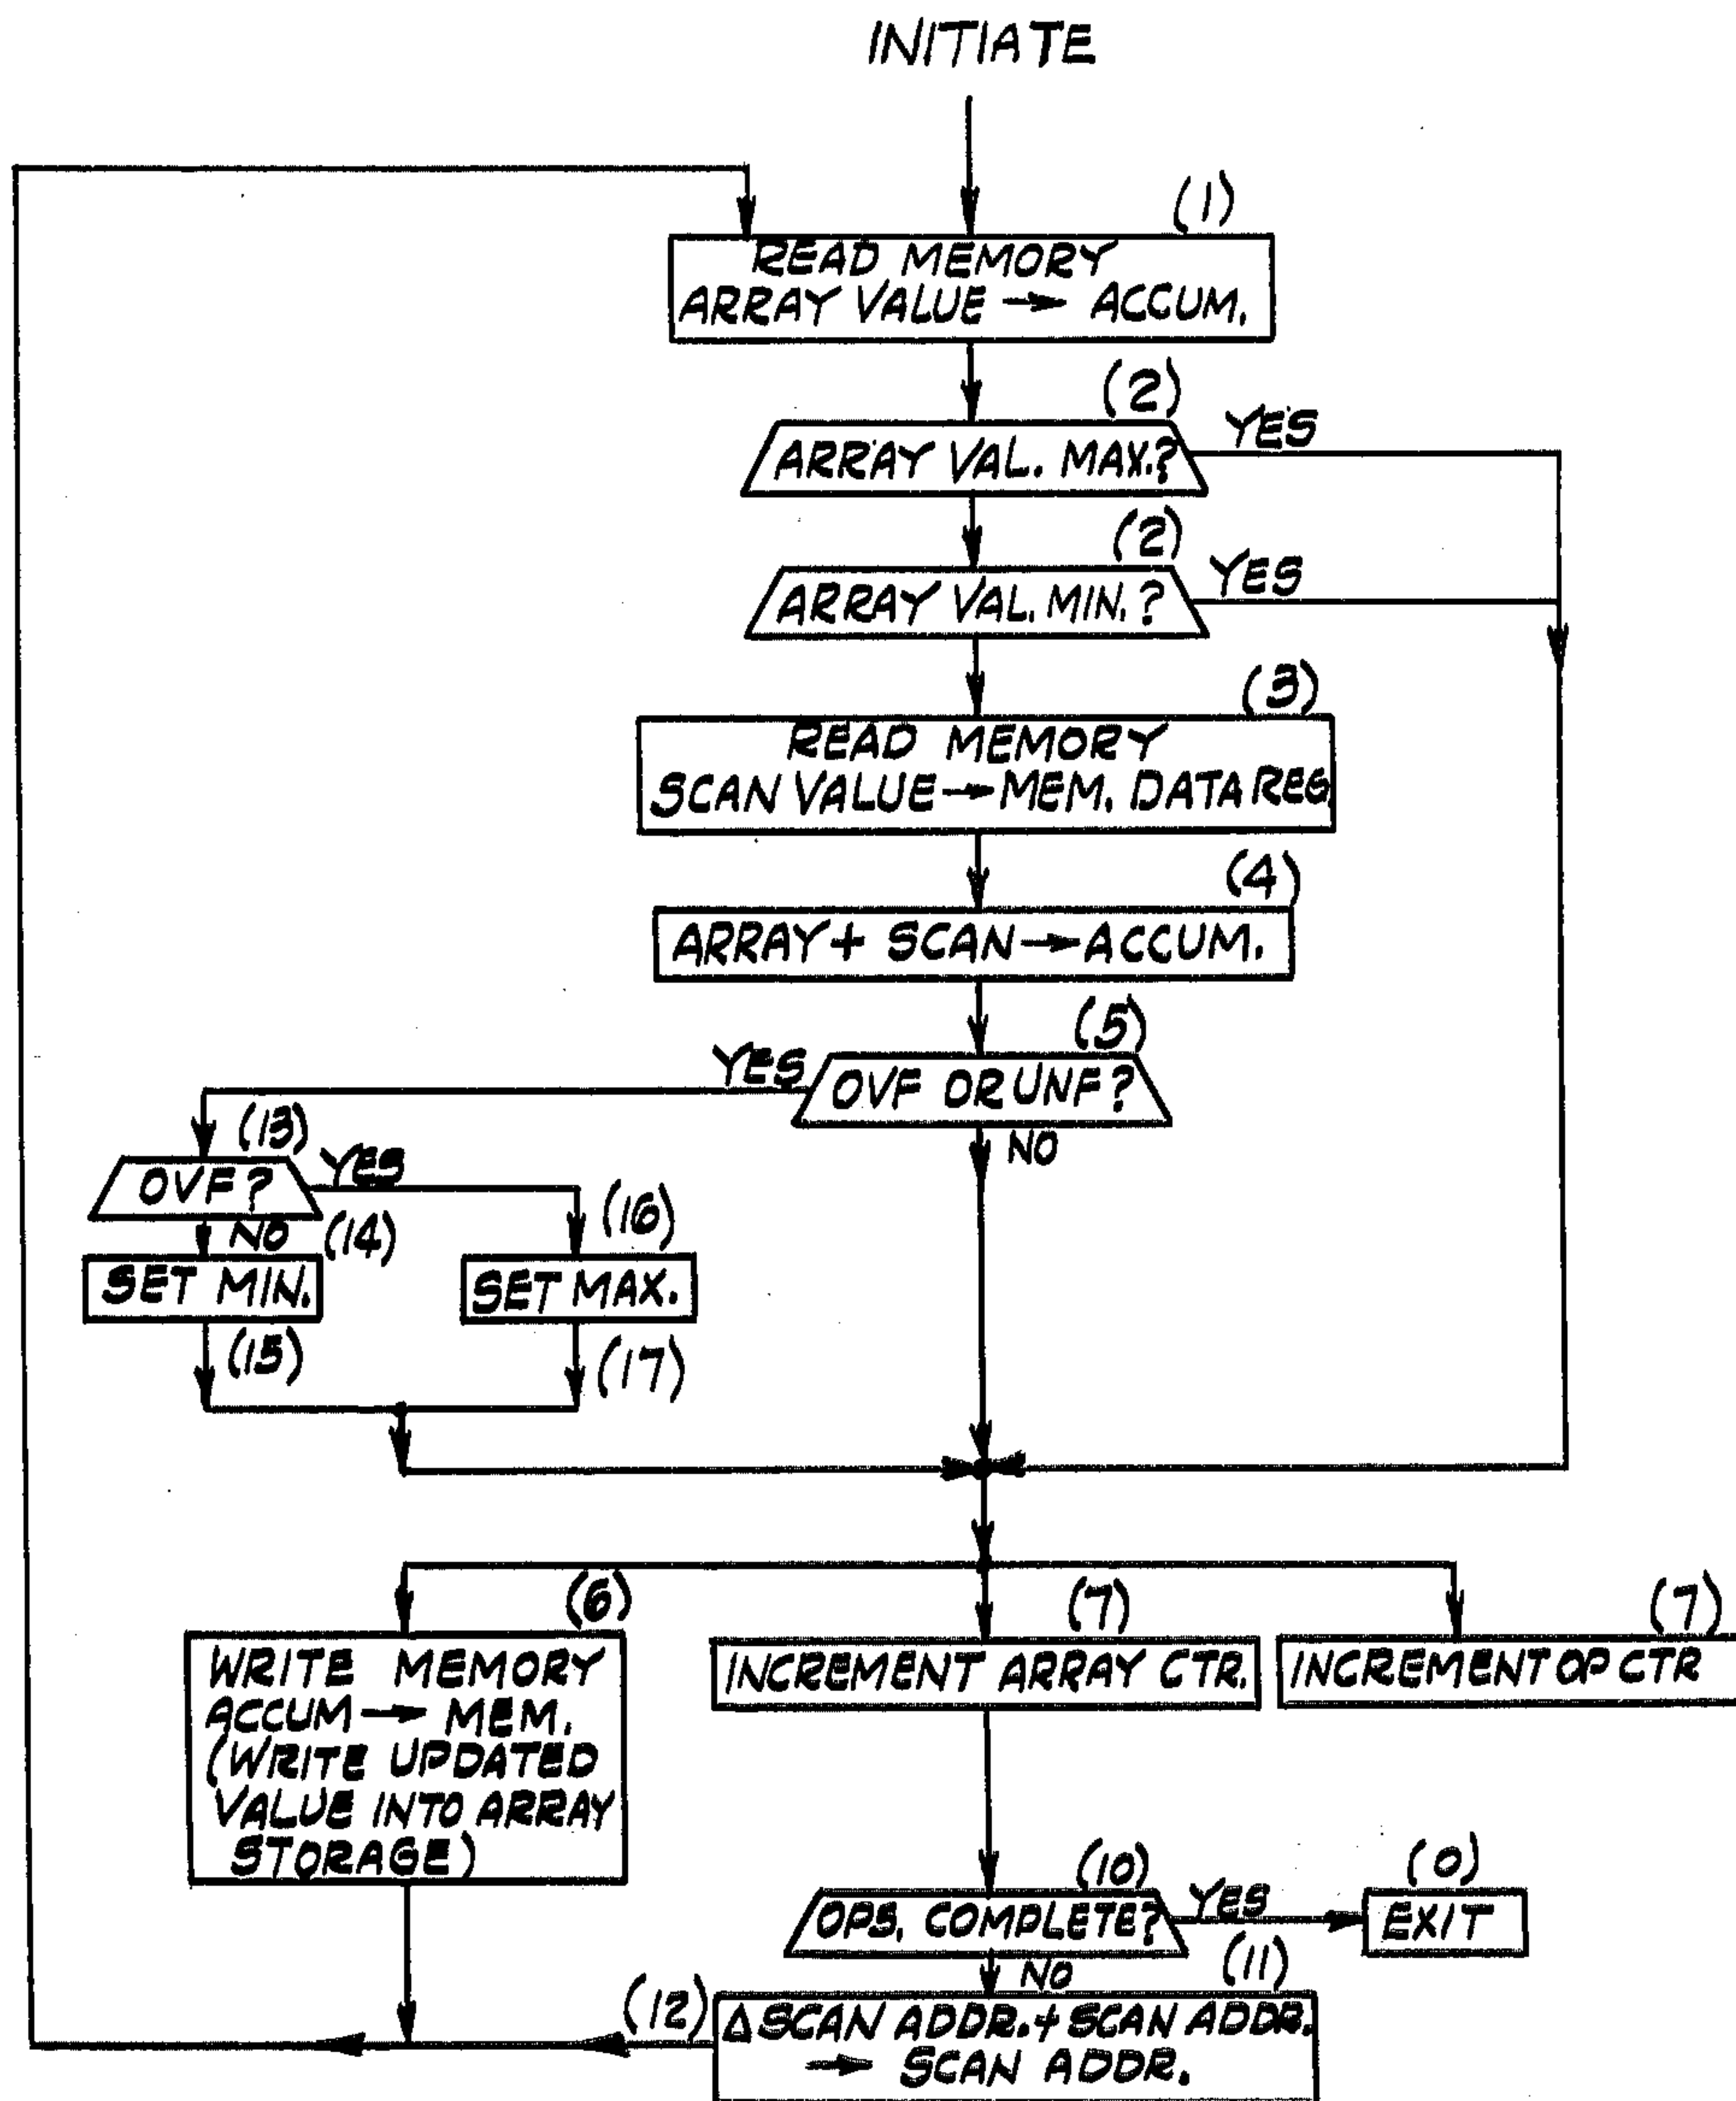 INITIATE
(1)
READ MEMORY
ARRAY VALUE → ACCUM.
(2)
ARRAY VAL. MAX.?
YES
(2)
ARRAY VAL. MIN.?
YES
(3)
READ MEMORY
SCAN VALUE → MEM. DATA REG.
(4)
ARRAY + SCAN → ACCUM.
(5)
OVF OR UNF?
YES
NO
(13)
OVF?
YES
NO
(14)
SET MIN.
(15)
(16)
SET MAX.
(17)
(6)
WRITE MEMORY
ACCUM → MEM.
(WRITE UPDATED
VALUE INTO ARRAY
STORAGE)
(7)
INCREMENT ARRAY CTR.
(7)
INCREMENT OP CTR
(10)
OPS. COMPLETE?
YES
(0)
EXIT
NO
(11)
(12)
Δ SCAN ADDR. + SCAN ADDR.
→ SCAN ADDR.